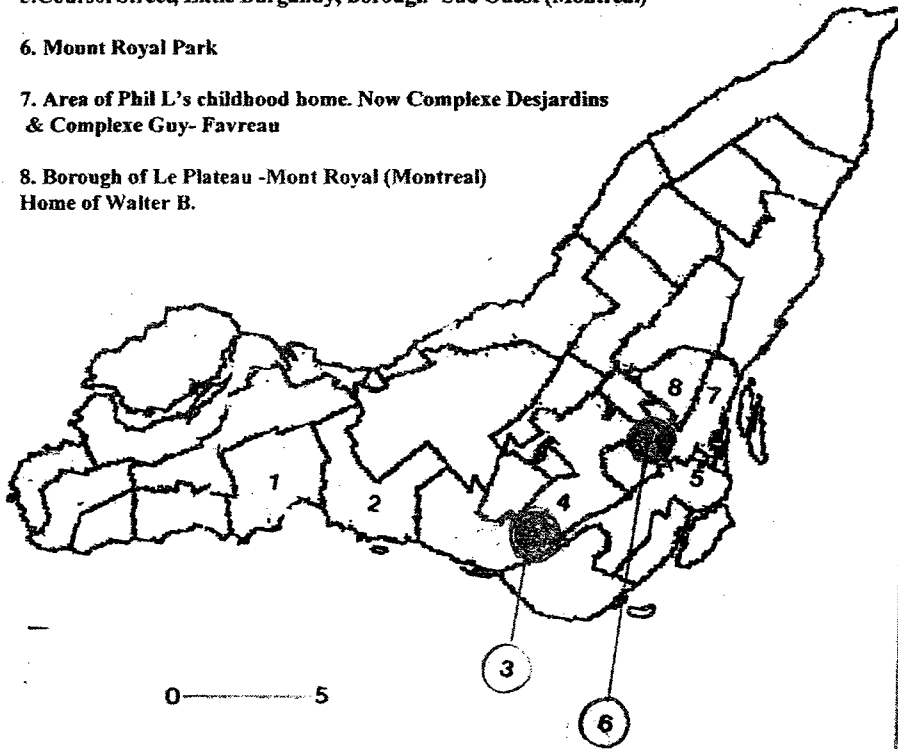 6. Mount Royal Park
7. Area of Phil L's childhood home. Now Complexe Desjardins
& Complexe Guy- Favreau
8. Borough of Le Plateau -Mont Royal (Montreal)
Home of Walter B.
8
7
1
5
2
4
3
0 5
6